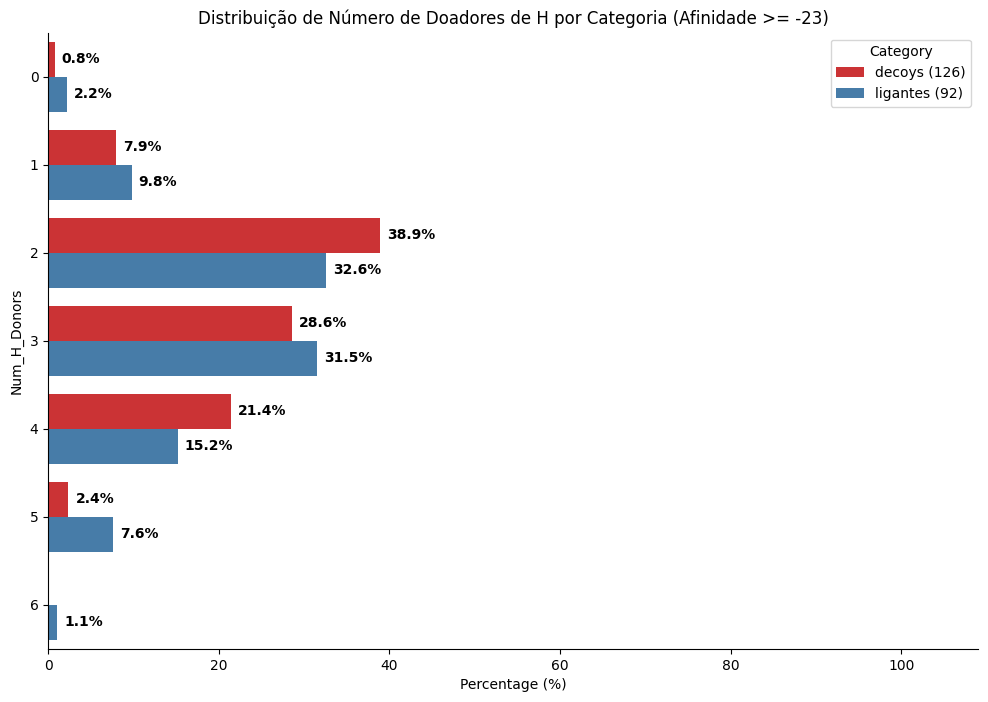 Distribuição de Número de Doadores de H por Categoria (Afinidade >= -23)
Category
decoys (126)
ligantes (92)
Num_H_Donors
0
0.8%
2.2%
1
7.9%
9.8%
2
38.9%
32.6%
3
28.6%
31.5%
4
21.4%
15.2%
5
2.4%
7.6%
6
1.1%
0 20 40 60 80 100
Percentage (%)